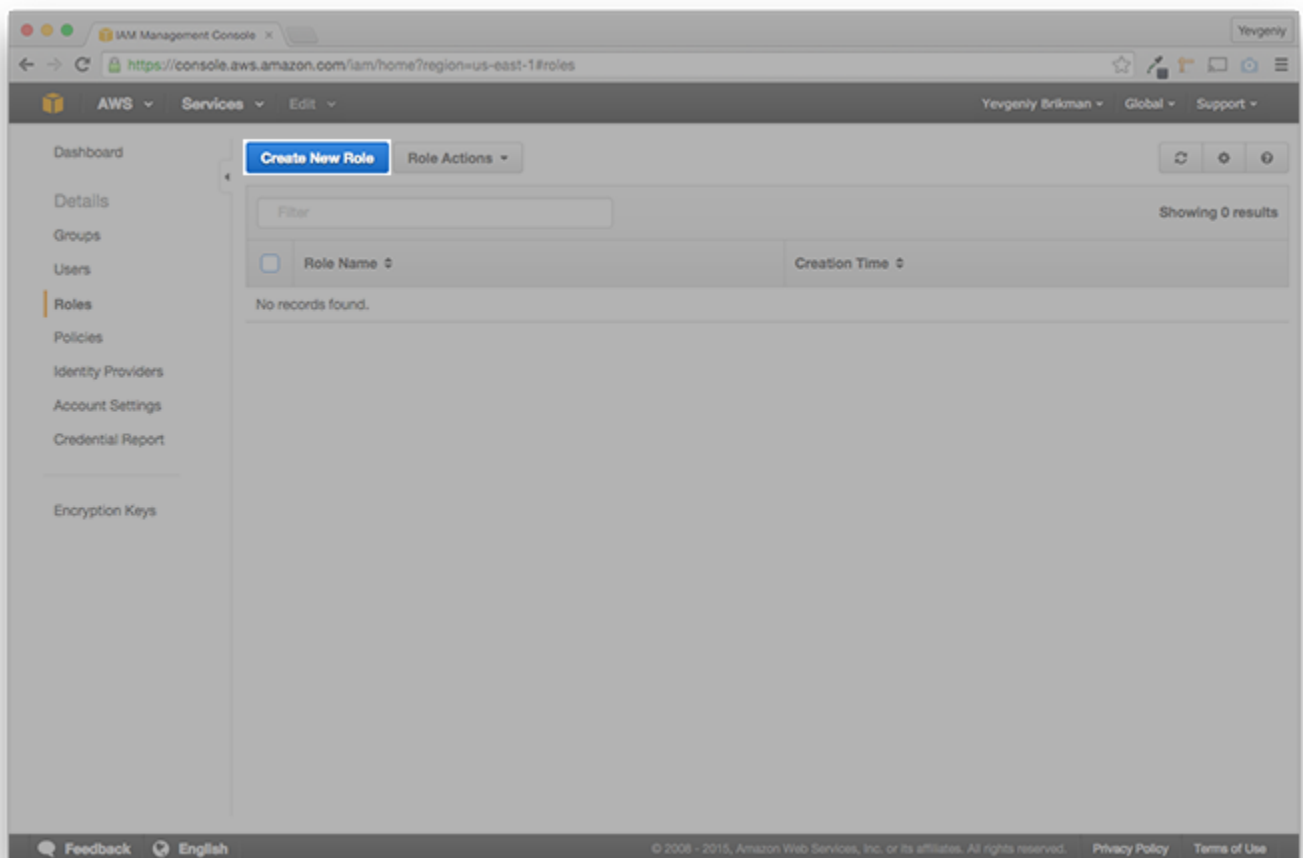 IAM Management Console
Yevgeniy
https://console.aws.amazon.com/iam/home?region=us-east-1#roles
AWS Services Edit Yevgeniy Brikman Global Support
Dashboard
Create New Role Role Actions
Details
Filter Showing 0 results
Groups
Users
Role Name Creation Time
Roles
No records found.
Policies
Identity Providers
Account Settings
Credential Report
Encryption Keys
Feedback English © 2008 - 2015, Amazon Web Services, Inc. or its affiliates. All rights reserved. Privacy Policy Terms of Use